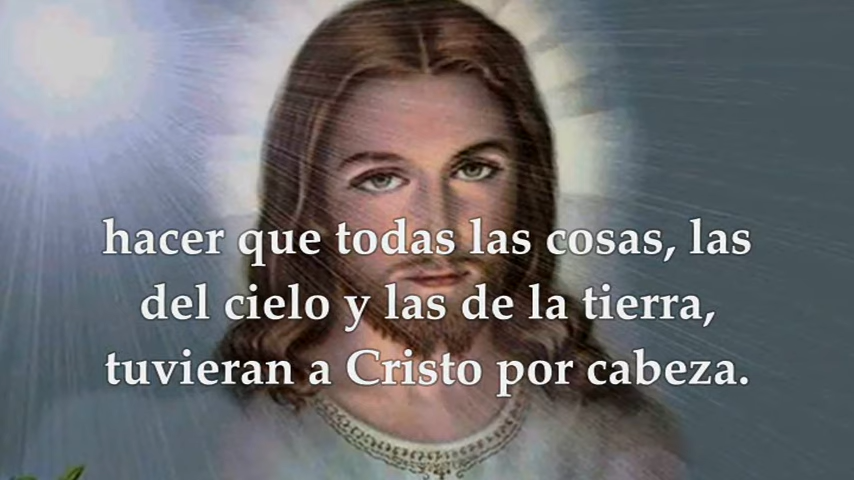 hacer que todas las cosas, las
del cielo y las de la tierra,
tuvieran a Cristo por cabeza.